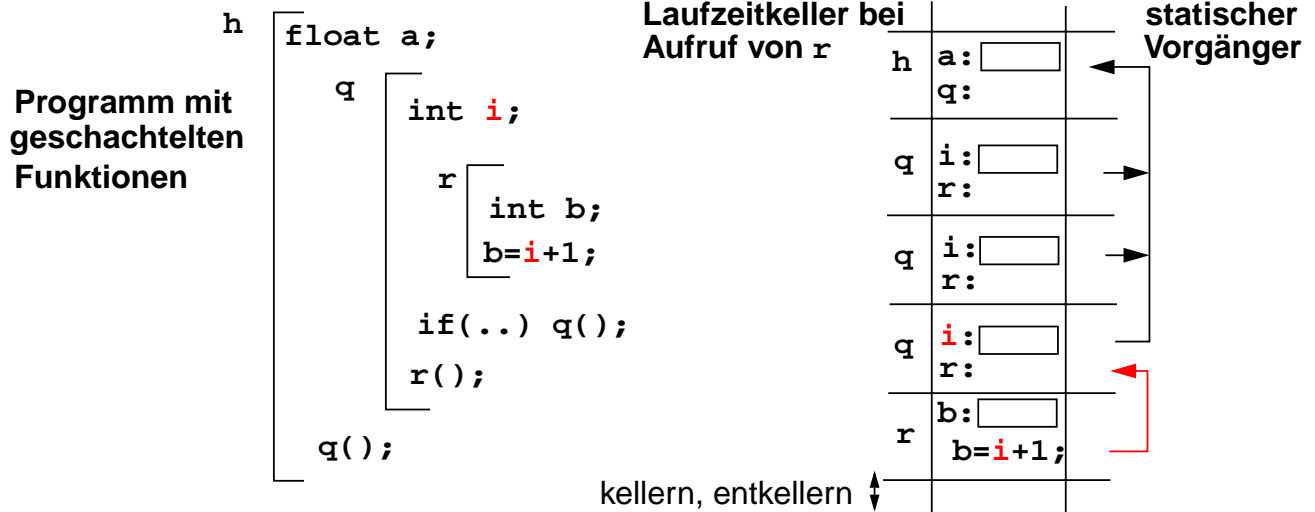 h
float a;
Programm mit
geschachtelten
Funktionen
q
int i;
r
int b;
b=i+1;
if(..) q();
r();
q();
Laufzeitkeller bei
Aufruf von r
statischer
Vorgänger
h a:
q:
q i:
r:
q i:
r:
q i:
r:
r b:
b=i+1;
kellern, entkellern